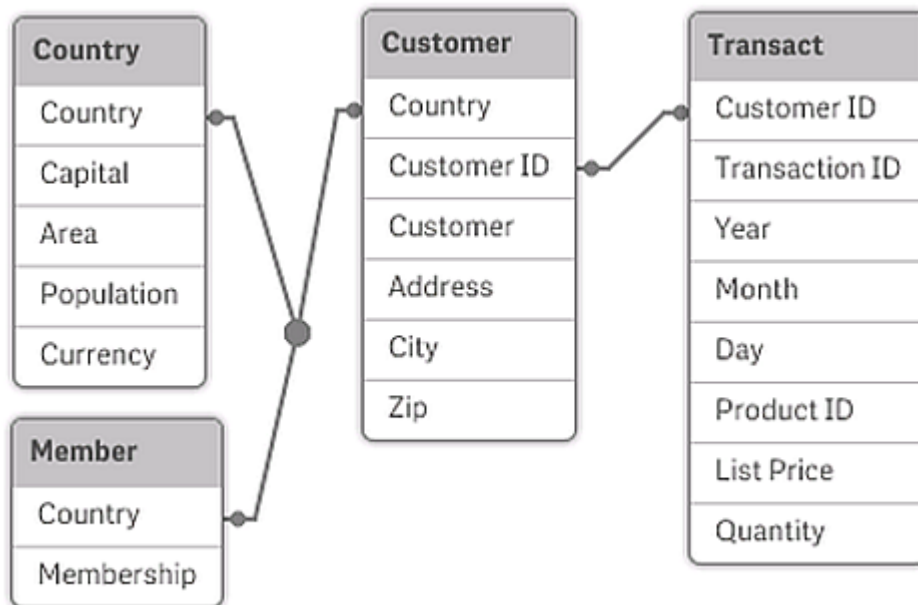 Country
Country
Capital
Area
Population
Currency
Member
Country
Membership
Customer
Country
Customer ID
Customer
Address
City
Zip
Transact
Customer ID
Transaction ID
Year
Month
Day
Product ID
List Price
Quantity